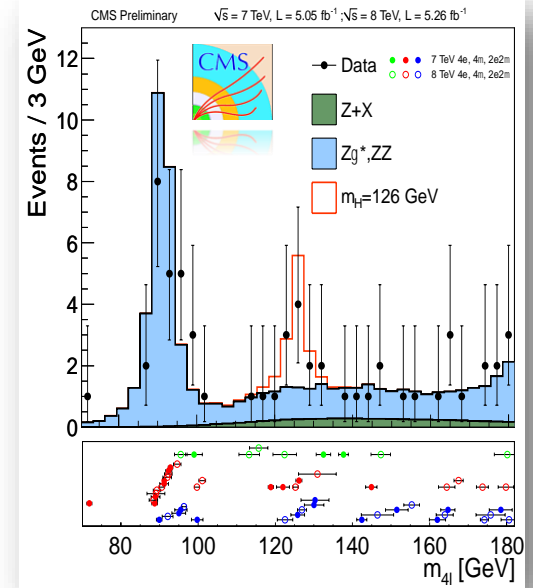 CMS Preliminary √s = 7 TeV, L = 5.05 fb⁻¹ ;√s = 8 TeV, L = 5.26 fb⁻¹
Events / 3 GeV
12
10
8
6
4
2
0
CMS
Data
Z+X
Zg*,ZZ
mH=126 GeV
7 TeV 4e, 4m, 2e2m
8 TeV 4e, 4m, 2e2m
80 100 120 140 160 180
m4l [GeV]